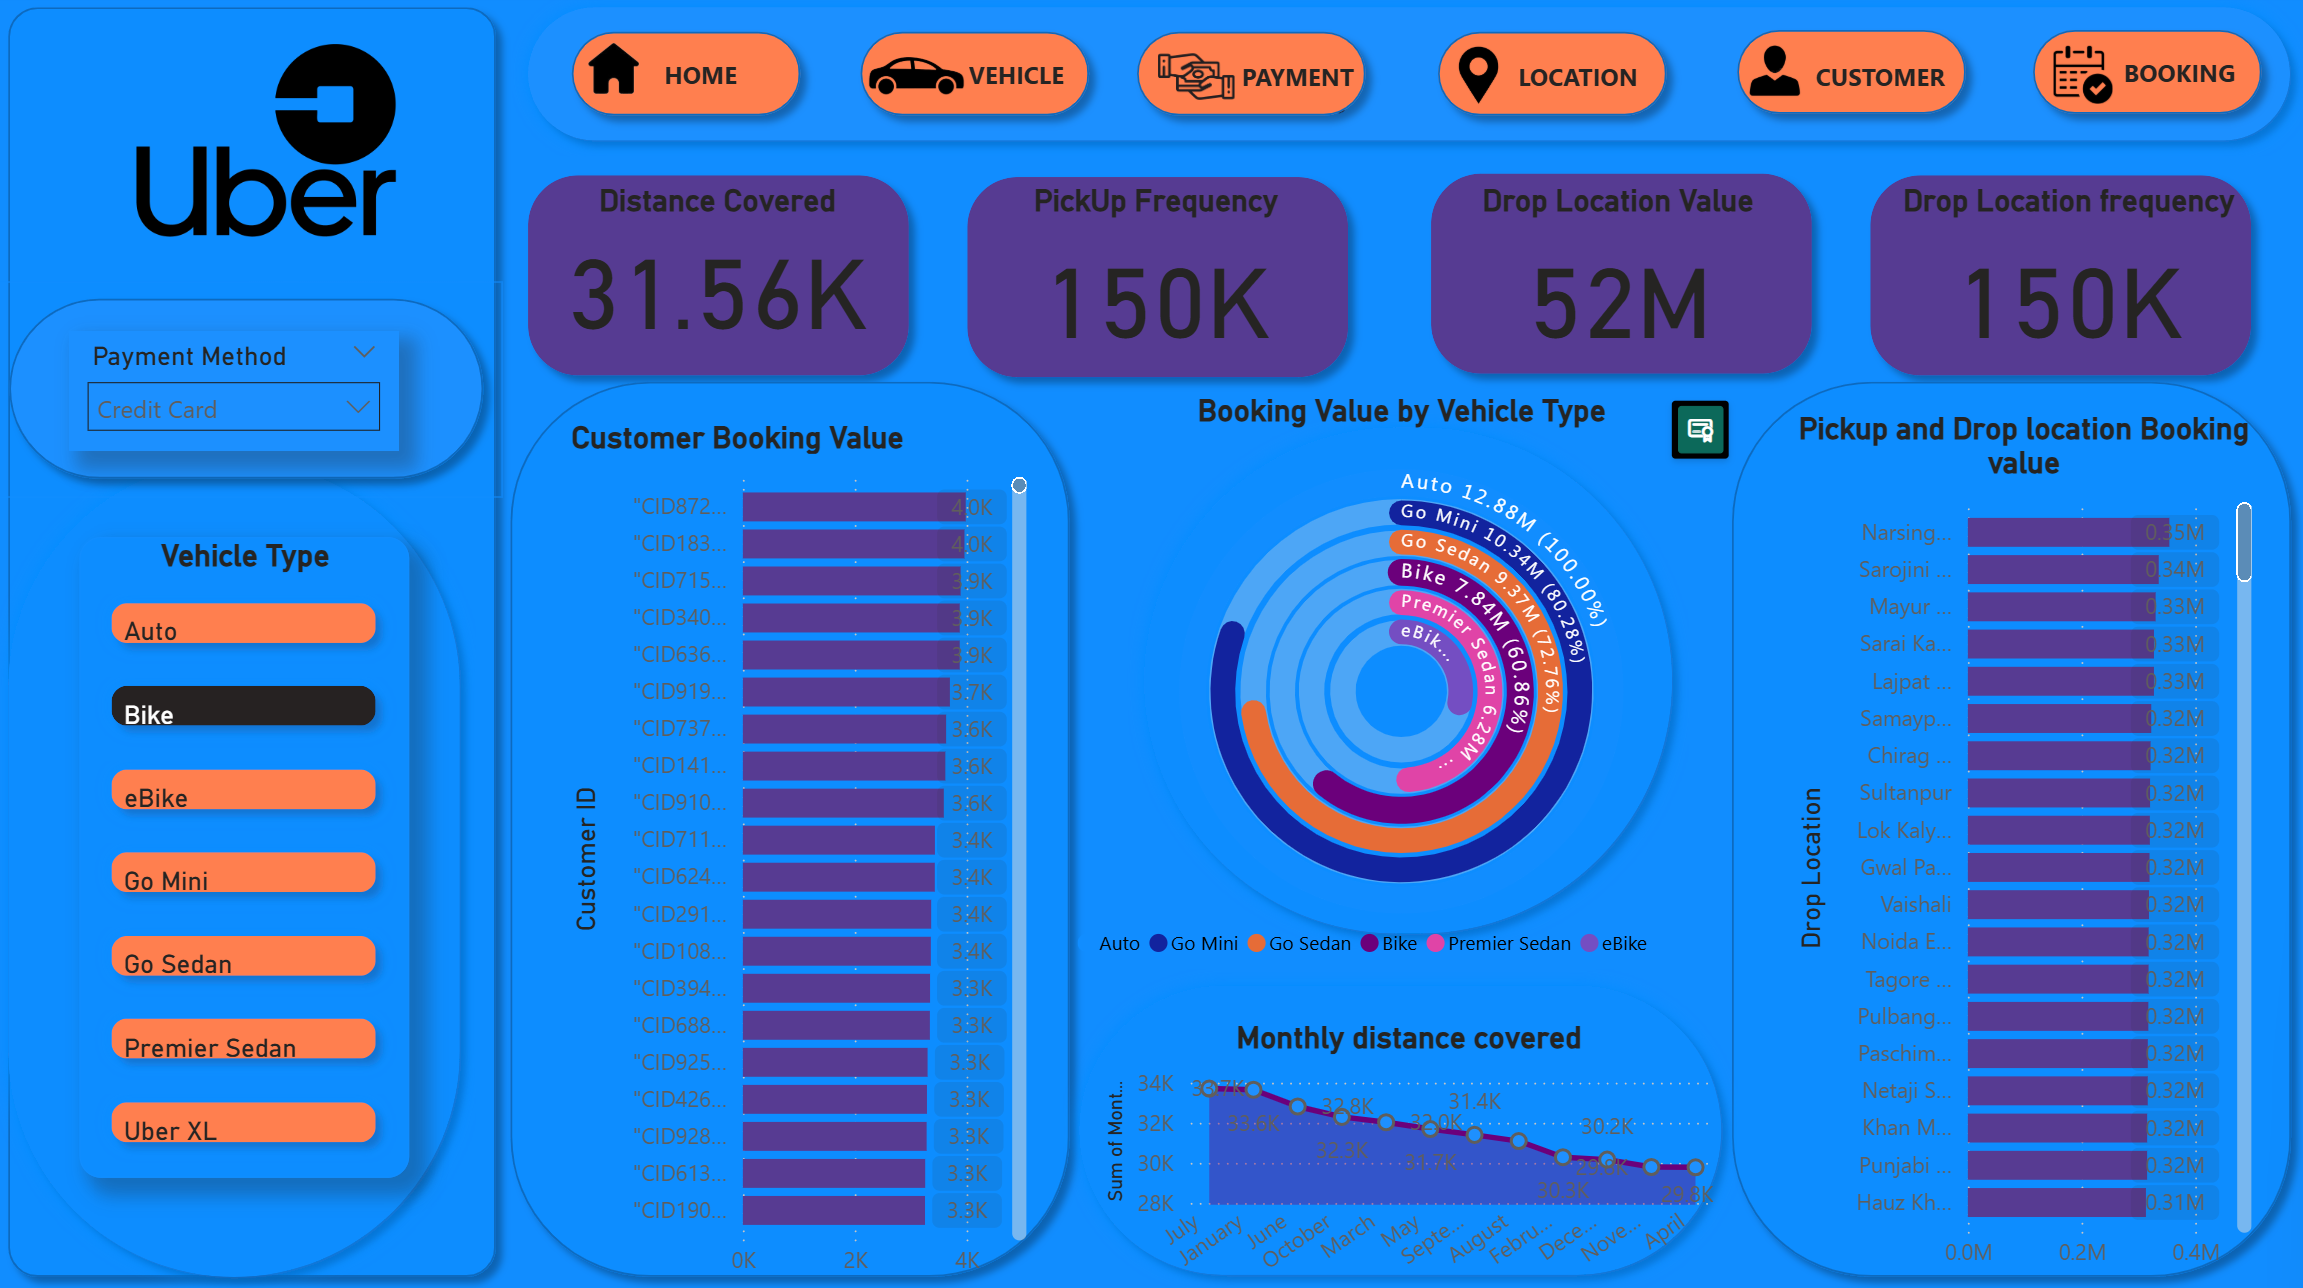 Uber
HOME
VEHICLE
PAYMENT
LOCATION
CUSTOMER
BOOKING
Distance Covered
31.56K
PickUp Frequency
150K
Drop Location Value
52M
Drop Location frequency
150K
Payment Method
Credit Card
Vehicle Type
Auto
Bike
eBike
Go Mini
Go Sedan
Premier Sedan
Uber XL
Customer Booking Value
Customer ID
"CID872... 4.0K
"CID183... 4.0K
"CID715... 3.9K
"CID340... 3.9K
"CID636... 3.9K
"CID919... 3.7K
"CID737... 3.6K
"CID141... 3.6K
"CID910... 3.6K
"CID711... 3.4K
"CID624... 3.4K
"CID291... 3.4K
"CID108... 3.4K
"CID394... 3.3K
"CID688... 3.3K
"CID925... 3.3K
"CID426... 3.3K
"CID928... 3.3K
"CID613... 3.3K
"CID190... 3.3K
0K 2K 4K
Booking Value by Vehicle Type
Auto 12.88M (100.00%)
Go Mini 10.34M (80.28%)
Go Sedan 9.37M (72.76%)
Bike 7.84M (60.86%)
Premier Sedan 6.28M ...
eBik...
Auto Go Mini Go Sedan Bike Premier Sedan eBike
Monthly distance covered
Sum of Mont...
34K
32K
30K
28K
33.7K
33.6K
32.8K
32.3K
32.0K
31.7K
31.4K
30.3K
30.2K
29.8K
29.8K
July
January
June
October
March
May
Septe...
August
Febru...
Dece...
Nove...
April
Pickup and Drop location Booking
value
Drop Location
Narsing... 0.35M
Sarojini ... 0.34M
Mayur ... 0.33M
Sarai Ka... 0.33M
Lajpat ... 0.33M
Samayp... 0.32M
Chirag ... 0.32M
Sultanpur 0.32M
Lok Kaly... 0.32M
Gwal Pa... 0.32M
Vaishali 0.32M
Noida E... 0.32M
Tagore ... 0.32M
Pulbang... 0.32M
Paschim... 0.32M
Netaji S... 0.32M
Khan M... 0.32M
Punjabi ... 0.32M
Hauz Kh... 0.31M
0.0M 0.2M 0.4M